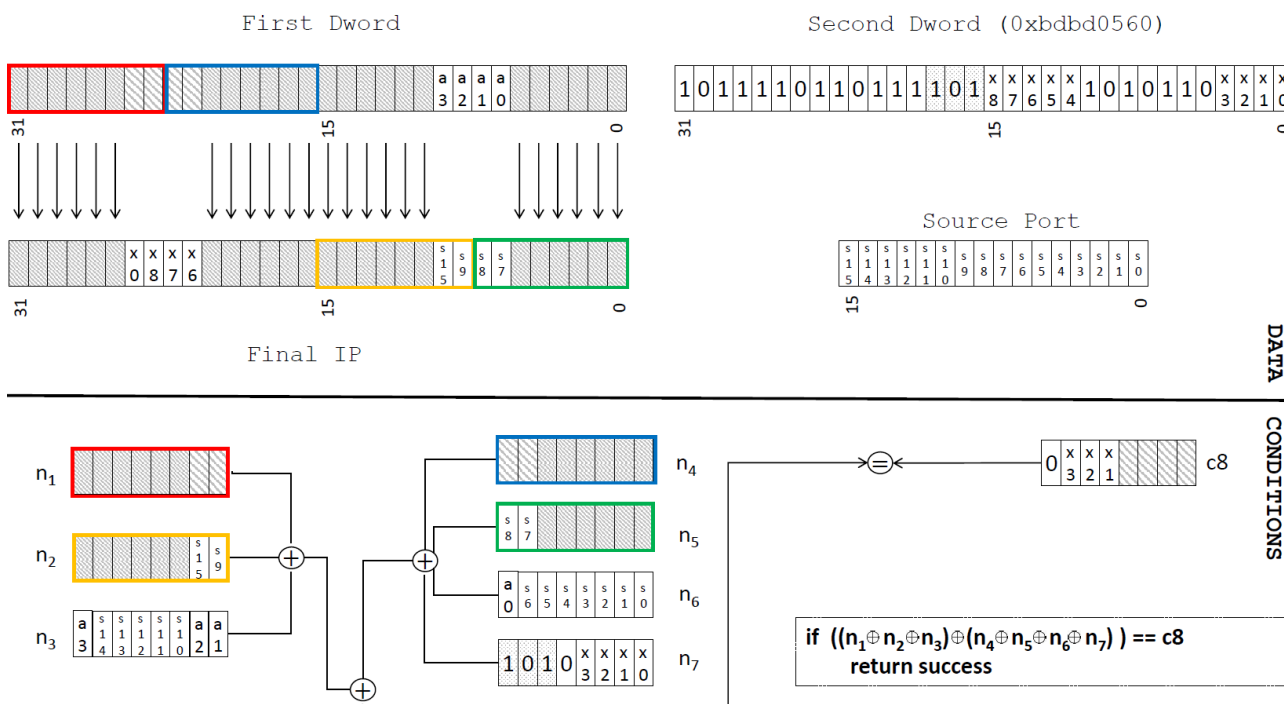 First Dword
Second Dword (0xbdbd0560)
a3 a2 a1 a0
1 0 1 1 1 1 0 1 1 0 1 1 1 1 0 1 x8 x7 x6 x5 x4 1 0 1 0 1 1 0 x3 x2 x1 x0
31 15 0
31 15 0
Source Port
x0 x8 x7 x6 s15 s9 s8 s7
s15 s14 s13 s12 s11 s10 s9 s8 s7 s6 s5 s4 s3 s2 s1 s0
31 15 0
15 0
Final IP
DATA
CONDITIONS
n1
n4
0 x3 x2 x1 c8
=
n2 s15 s9
+
+
s8 s7 n5
n3 a3 s14 s13 s12 s11 s10 a2 a1
a0 s6 s5 s4 s3 s2 s1 s0 n6
1 0 1 0 x3 x2 x1 x0 n7
+
if ((n1⊕n2⊕n3)⊕(n4⊕n5⊕n6⊕n7) ) == c8
return success